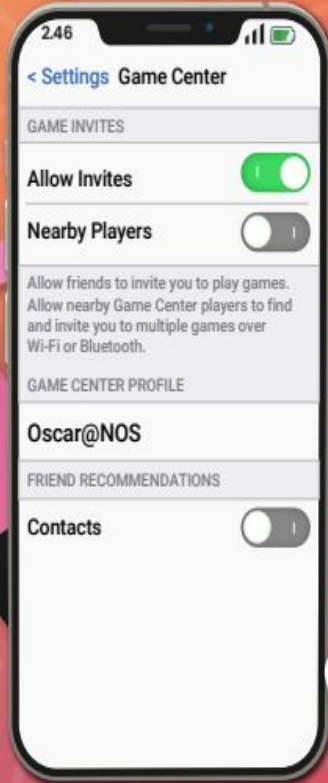 2.46
< Settings Game Center
GAME INVITES
Allow Invites
Nearby Players
Allow friends to invite you to play games.
Allow nearby Game Center players to find
and invite you to multiple games over
Wi-Fi or Bluetooth.
GAME CENTER PROFILE
Oscar@NOS
FRIEND RECOMMENDATIONS
Contacts